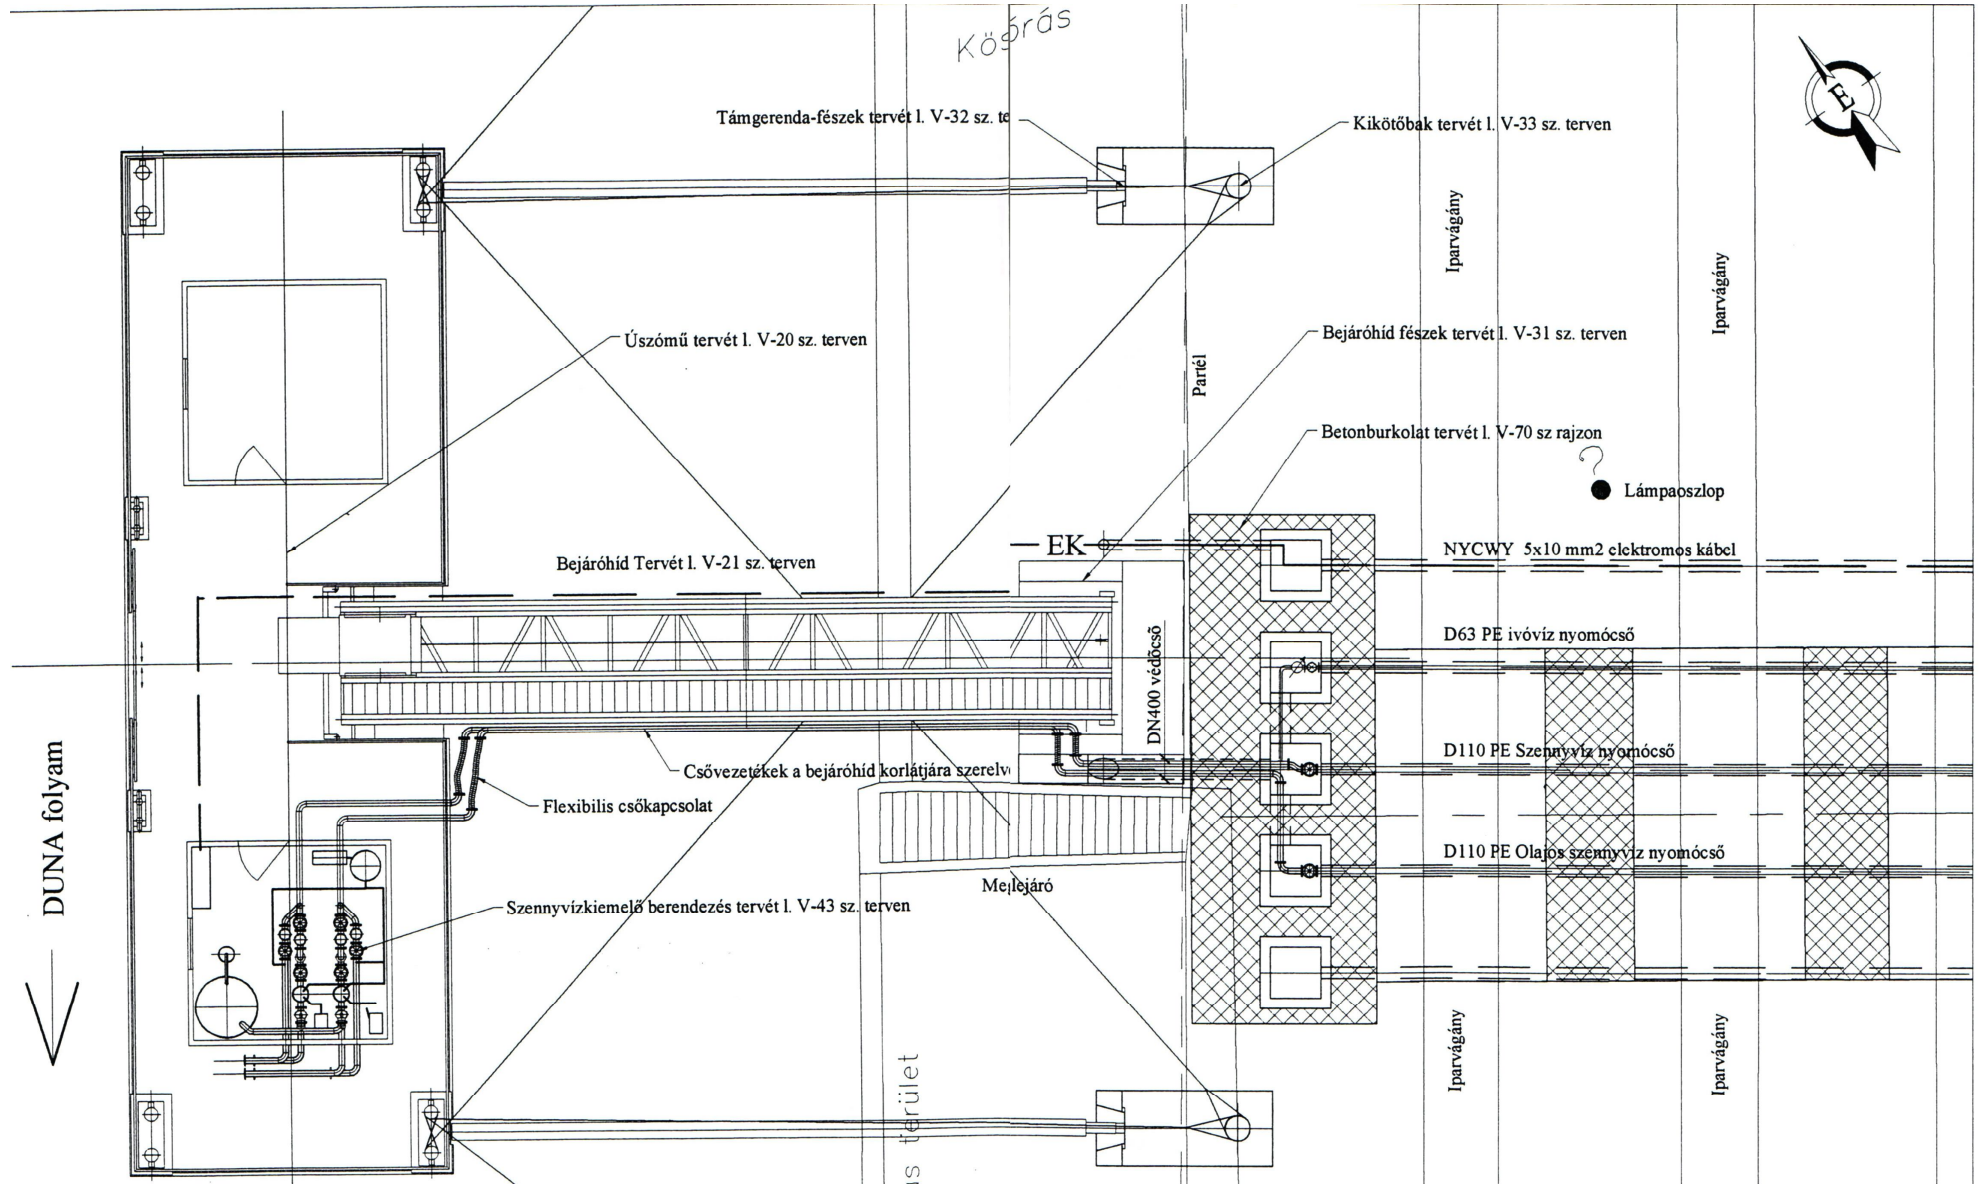 Kőórás
Támgerenda-fészek tervét l. V-32 sz. te
Kikötőbak tervét l. V-33 sz. terven
É
Iparvágány
Iparvágány
Úszómű tervét l. V-20 sz. terven
Bejáróhíd fészek tervét l. V-31 sz. terven
Partél
Betonburkolat tervét l. V-70 sz rajzon
?
Lámpaoszlop
EK
NYCWY 5x10 mm2 elektromos kábel
Bejáróhíd Tervét l. V-21 sz. terven
D63 PE ivóvíz nyomócső
DN400 védőcső
D110 PE Szennyvíz nyomócső
Csővezetékek a bejáróhíd korlátjára szerelv
Flexibilis csőkapcsolat
DUNA folyam
D110 PE Olajos szennyvíz nyomócső
Mellejáró
Szennyvízkiemelő berendezés tervét l. V-43 sz. terven
Iparvágány
Iparvágány
us terület